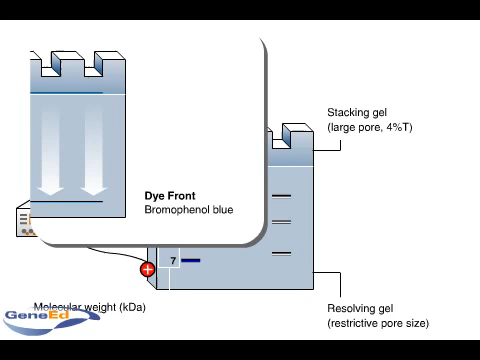 Stacking gel
(large pore, 4%T)
Dye Front
Bromophenol blue
7
+
Molecular weight (kDa)
Resolving gel
(restrictive pore size)
GeneEd